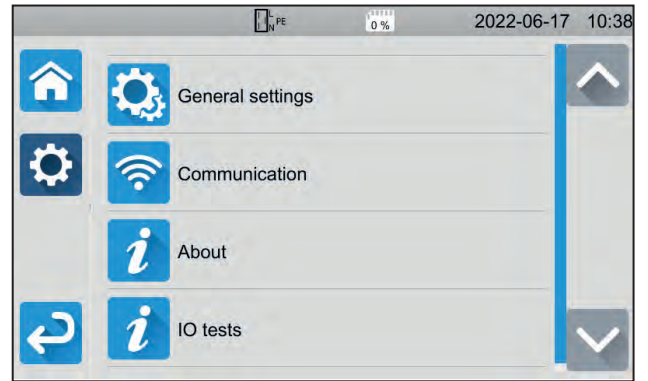 L
N PE
0 %
2022-06-17 10:38
General settings
Communication
About
IO tests